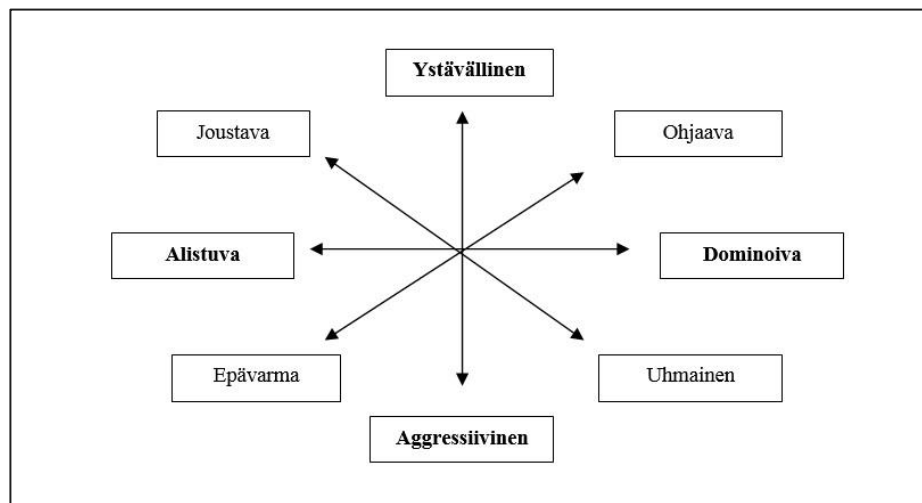 Ystävällinen
Joustava
Ohjaava
Alistuva
Dominoiva
Epävarma
Uhmainen
Aggressiivinen